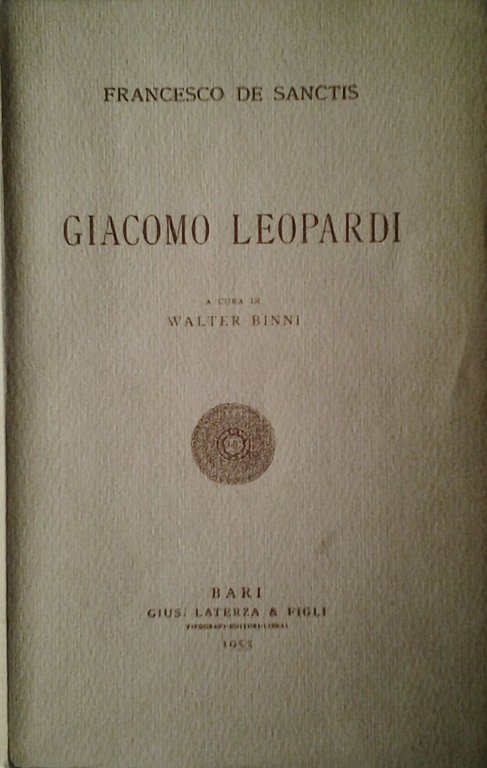 FRANCESCO DE SANCTIS
GIACOMO LEOPARDI
A CURA DI
WALTER BINNI
BARI
GIUS. LATERZA & FIGLI
TIPOGRAFI-EDITORI-LIBRAI
1953